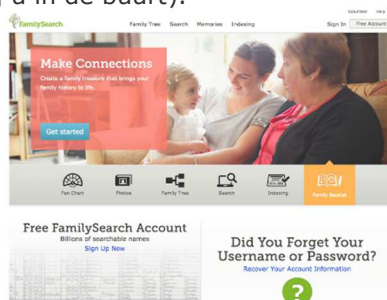 u in de buurt).
Volunteer Help
FamilySearch
Family Tree Search Memories Indexing
Sign In Free Account
Make Connections
Create a family treasure that brings your
family history to life.
Get started
Fan Chart Photos Family Tree Search Indexing Family Booklet
Free FamilySearch Account
Billions of searchable names
Sign Up Now
Did You Forget Your
Username or Password?
Recover Your Account Information
?